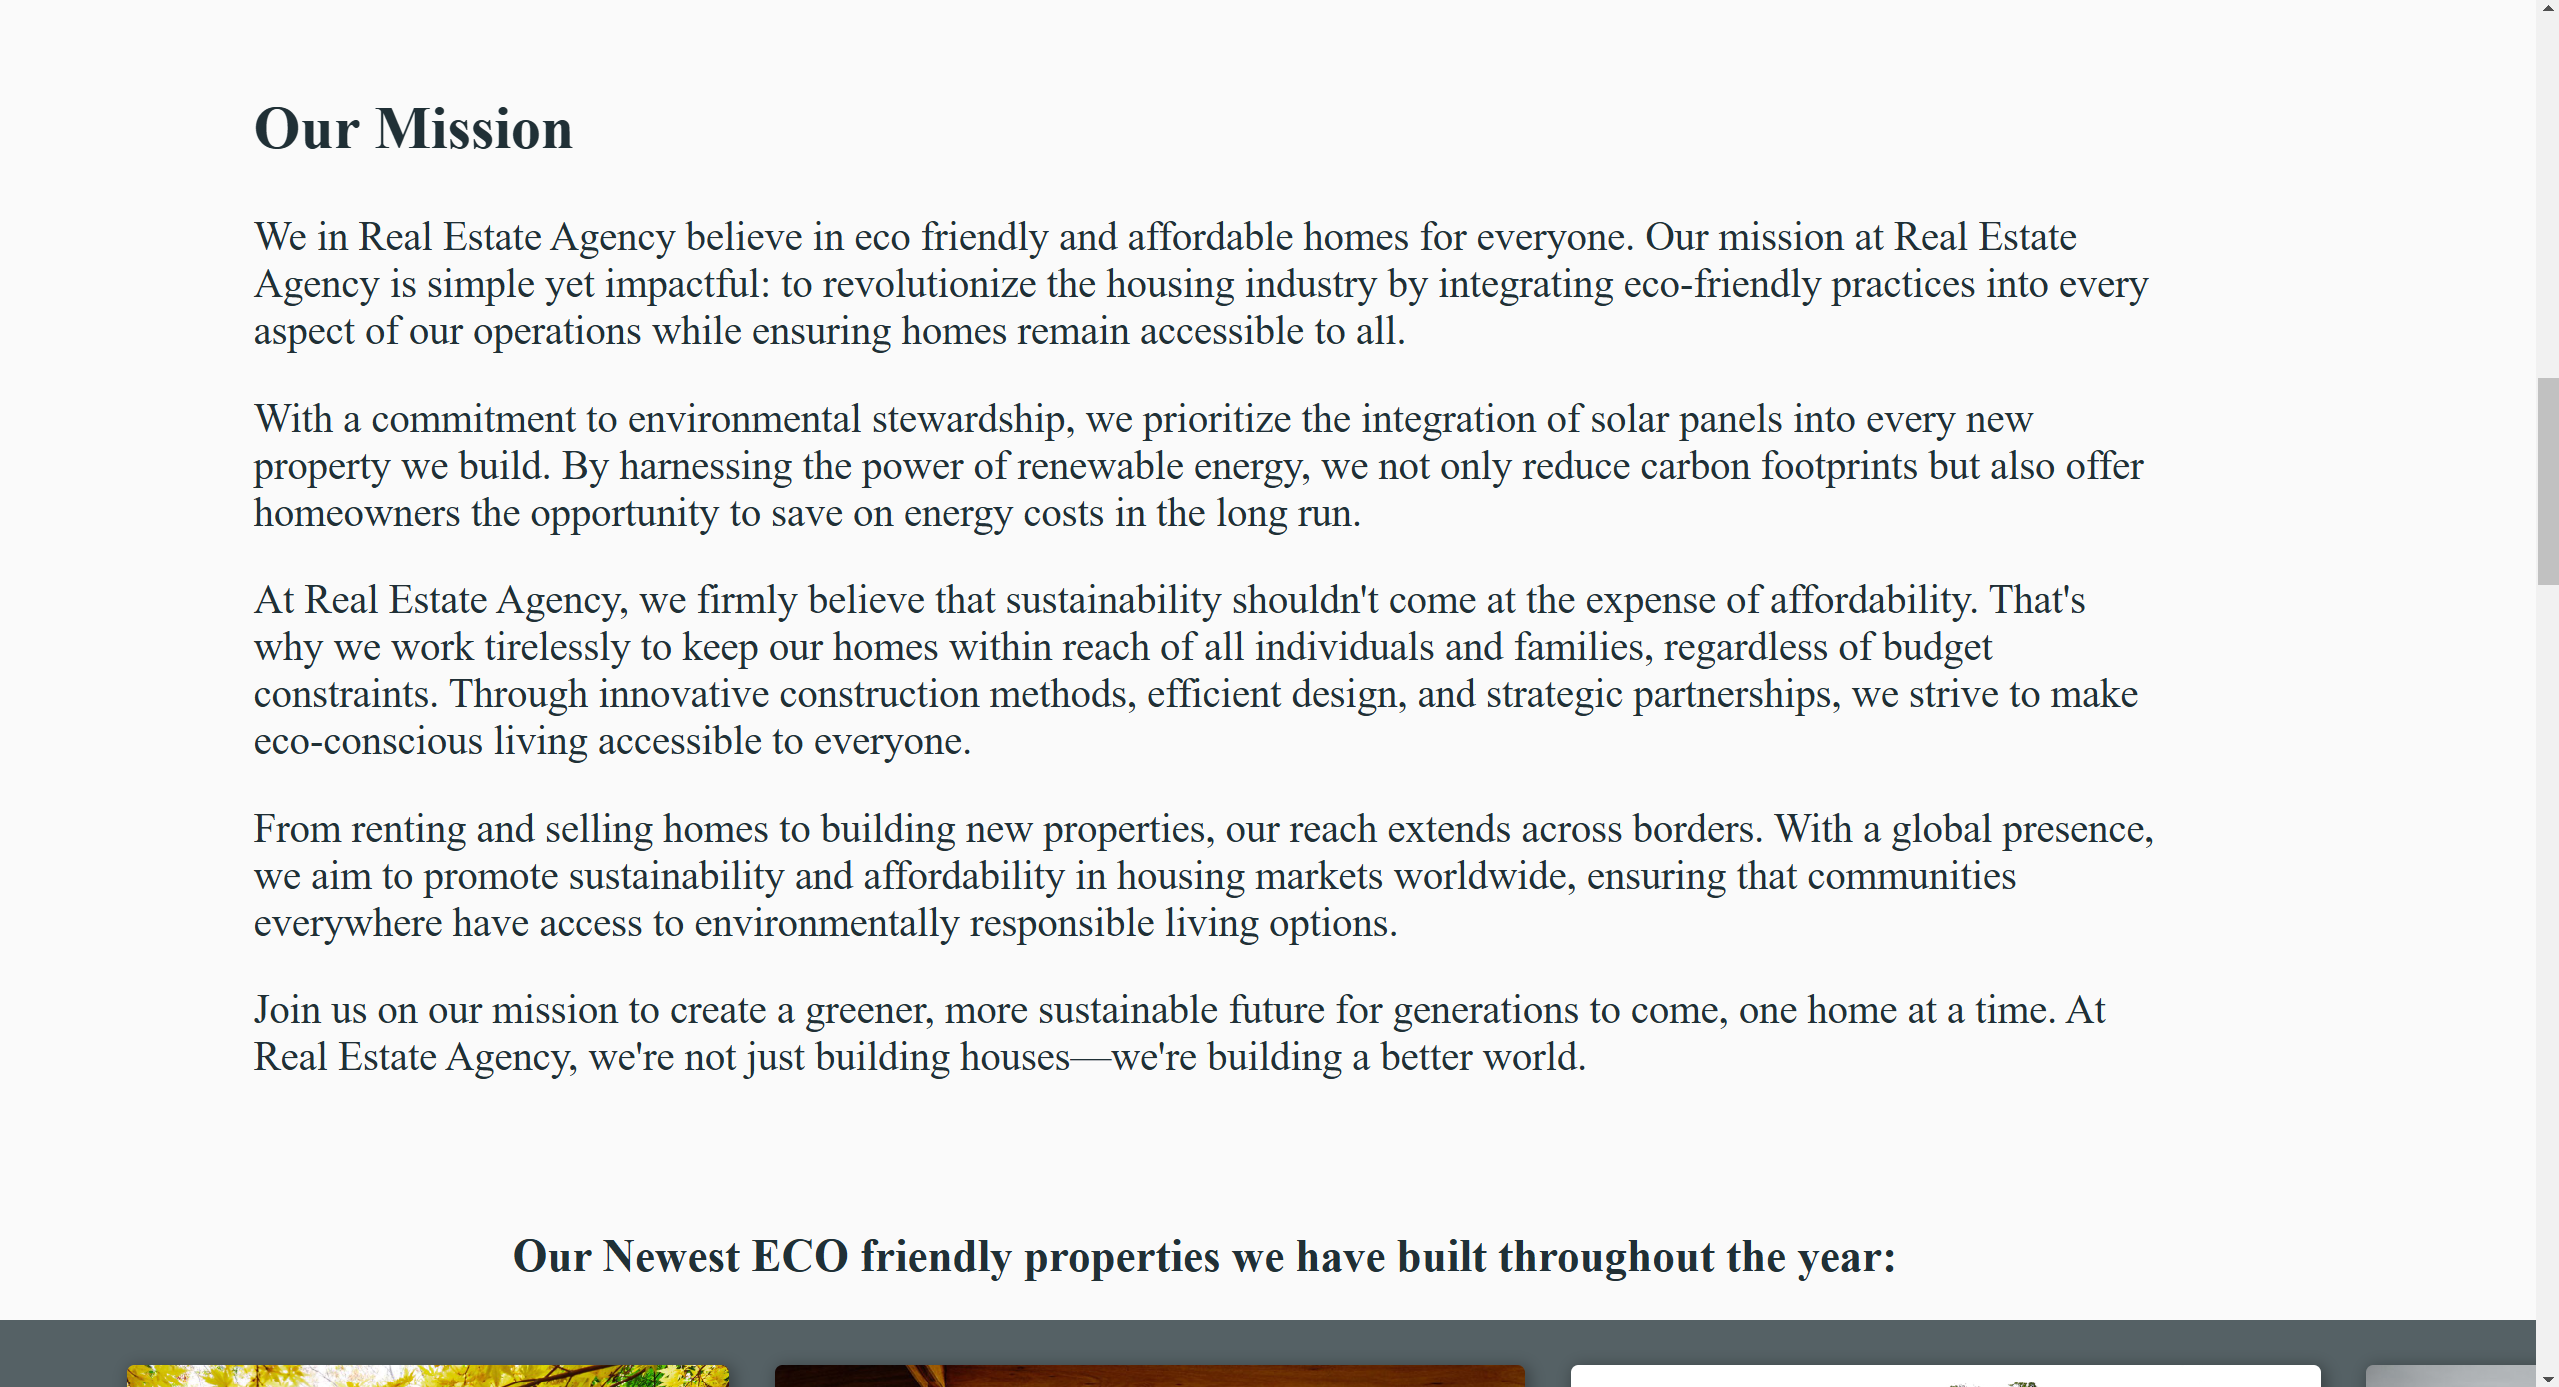 Our Mission
We in Real Estate Agency believe in eco friendly and affordable homes for everyone. Our mission at Real Estate
Agency is simple yet impactful: to revolutionize the housing industry by integrating eco-friendly practices into every
aspect of our operations while ensuring homes remain accessible to all.
With a commitment to environmental stewardship, we prioritize the integration of solar panels into every new
property we build. By harnessing the power of renewable energy, we not only reduce carbon footprints but also offer
homeowners the opportunity to save on energy costs in the long run.
At Real Estate Agency, we firmly believe that sustainability shouldn't come at the expense of affordability. That's
why we work tirelessly to keep our homes within reach of all individuals and families, regardless of budget
constraints. Through innovative construction methods, efficient design, and strategic partnerships, we strive to make
eco-conscious living accessible to everyone.
From renting and selling homes to building new properties, our reach extends across borders. With a global presence,
we aim to promote sustainability and affordability in housing markets worldwide, ensuring that communities
everywhere have access to environmentally responsible living options.
Join us on our mission to create a greener, more sustainable future for generations to come, one home at a time. At
Real Estate Agency, we're not just building houses—we're building a better world.
Our Newest ECO friendly properties we have built throughout the year: